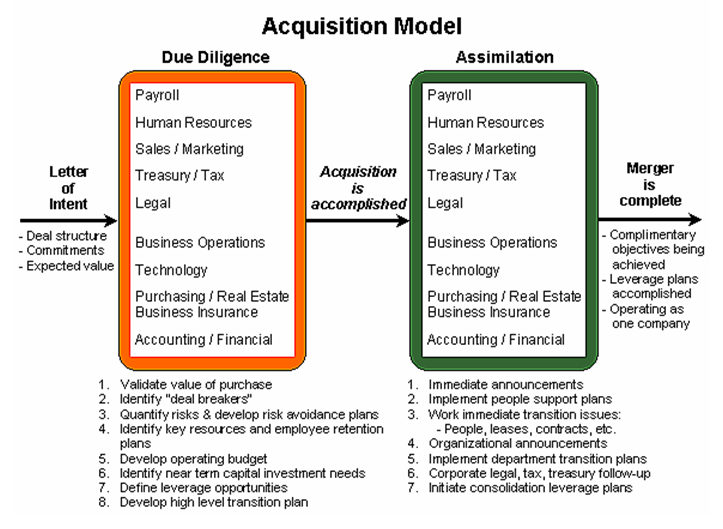 Acquisition Model
Due Diligence
Assimilation
Letter
of
Intent
- Deal structure
- Commitments
- Expected value
Payroll
Human Resources
Sales / Marketing
Treasury / Tax
Legal
Business Operations
Technology
Purchasing / Real Estate
Business Insurance
Accounting / Financial
Acquisition
is
accomplished
Payroll
Human Resources
Sales / Marketing
Treasury / Tax
Legal
Business Operations
Technology
Purchasing / Real Estate
Business Insurance
Accounting / Financial
Merger
is
complete
- Complimentary
objectives being
achieved
- Leverage plans
accomplished
- Operating as
one company
1. Validate value of purchase
2. Identify "deal breakers"
3. Quantify risks & develop risk avoidance plans
4. Identify key resources and employee retention
plans
5. Develop operating budget
6. Identify near term capital investment needs
7. Define leverage opportunities
8. Develop high level transition plan
1. Immediate announcements
2. Implement people support plans
3. Work immediate transition issues:
- People, leases, contracts, etc.
4. Organizational announcements
5. Implement department transition plans
6. Corporate legal, tax, treasury follow-up
7. Initiate consolidation leverage plans